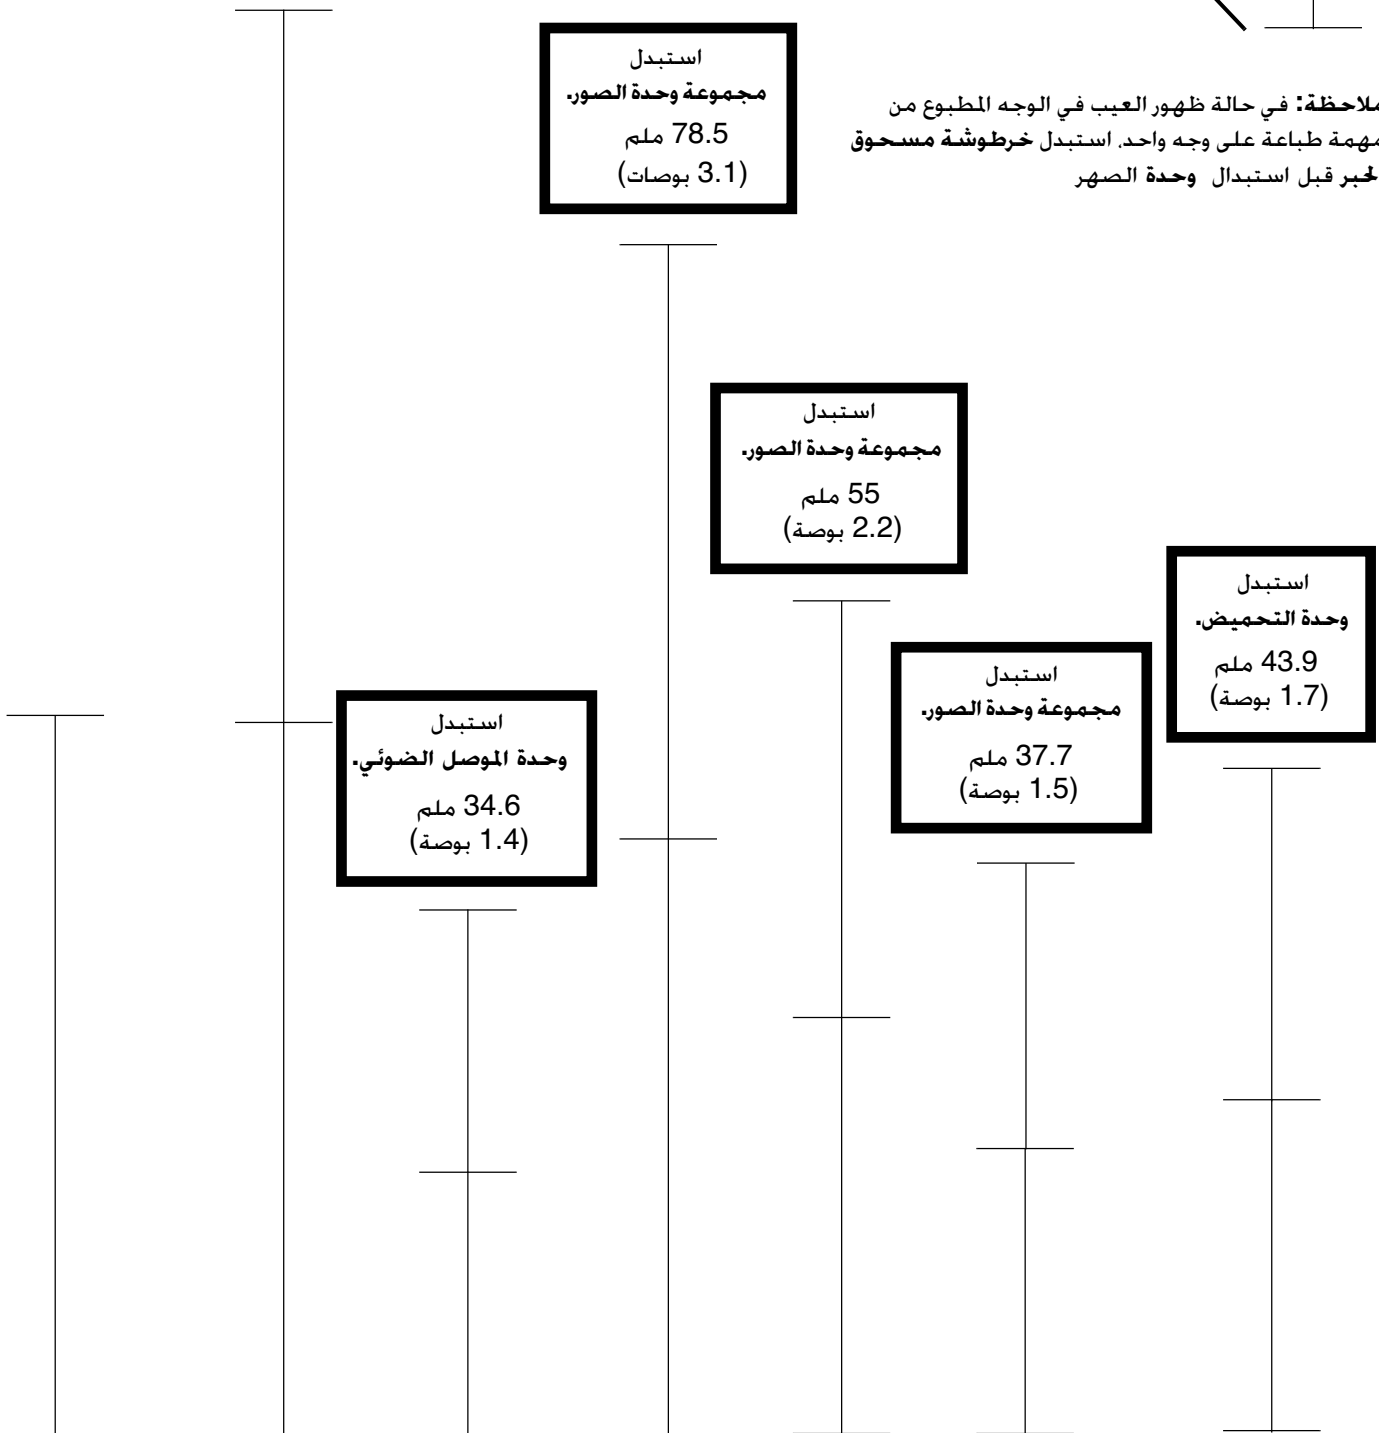 استبدل
مجموعة وحدة الصور.
78.5 ملم
(3.1 بوصات)
ملاحظة: في حالة ظهور العيب في الوجه المطبوع من
مهمة طباعة على وجه واحد، استبدل خرطوشة مسحوق
الحبر قبل استبدال وحدة الصهر
استبدل
مجموعة وحدة الصور.
55 ملم
(2.2 بوصة)
استبدل
وحدة التحميض.
43.9 ملم
(1.7 بوصة)
استبدل
مجموعة وحدة الصور.
37.7 ملم
(1.5 بوصة)
استبدل
وحدة الموصل الضوئي.
34.6 ملم
(1.4 بوصة)